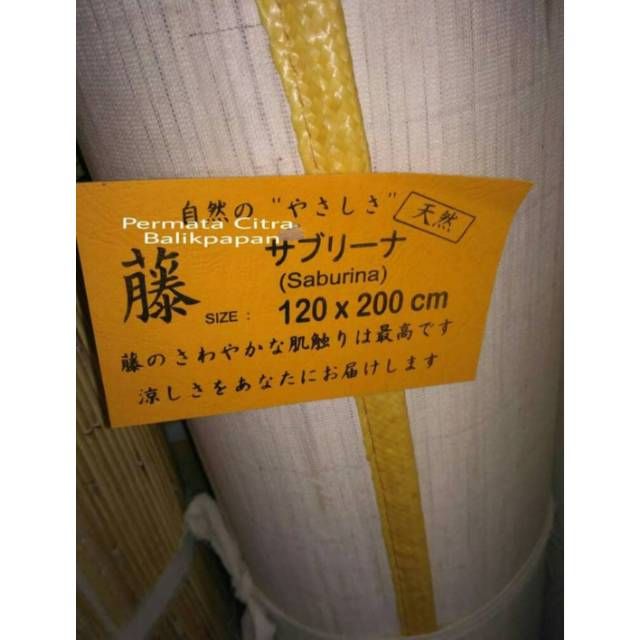 自然の "やさしさ"
天然
Permata Citra
Balikpapan
藤
サブリーナ
(Saburina)
SIZE : 120 x 200 cm
藤のさわやかな肌触りは最高です
涼しさをあなたにお届けします